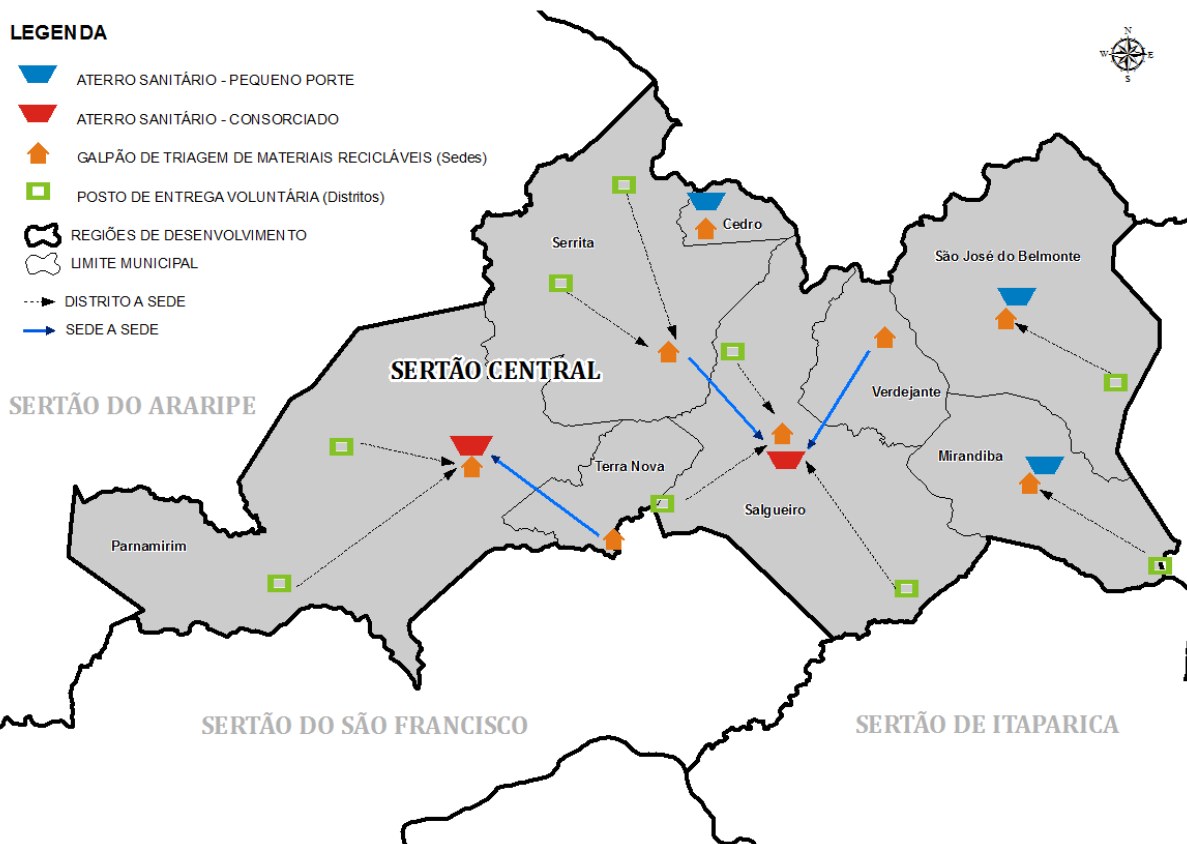 LEGENDA
ATERRO SANITÁRIO - PEQUENO PORTE
ATERRO SANITÁRIO - CONSORCIADO
GALPÃO DE TRIAGEM DE MATERIAIS RECICLÁVEIS (Sedes)
POSTO DE ENTREGA VOLUNTÁRIA (Distritos)
REGIÕES DE DESENVOLVIMENTO
LIMITE MUNICIPAL
DISTRITO A SEDE
SEDE A SEDE
N
W
E
S
Cedro
Serrita
São José do Belmonte
SERTÃO CENTRAL
Verdejante
SERTÃO DO ARARIPE
Mirandiba
Terra Nova
Salgueiro
Parnamirim
SERTÃO DO SÃO FRANCISCO
SERTÃO DE ITAPARICA